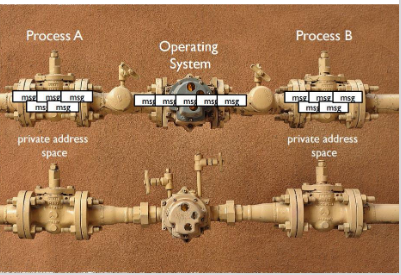 Process A
Operating
System
Process B
msg msg msg
msg msg
msg msg msg msg msg
msg msg msg
msg msg
private address
space
private address
space